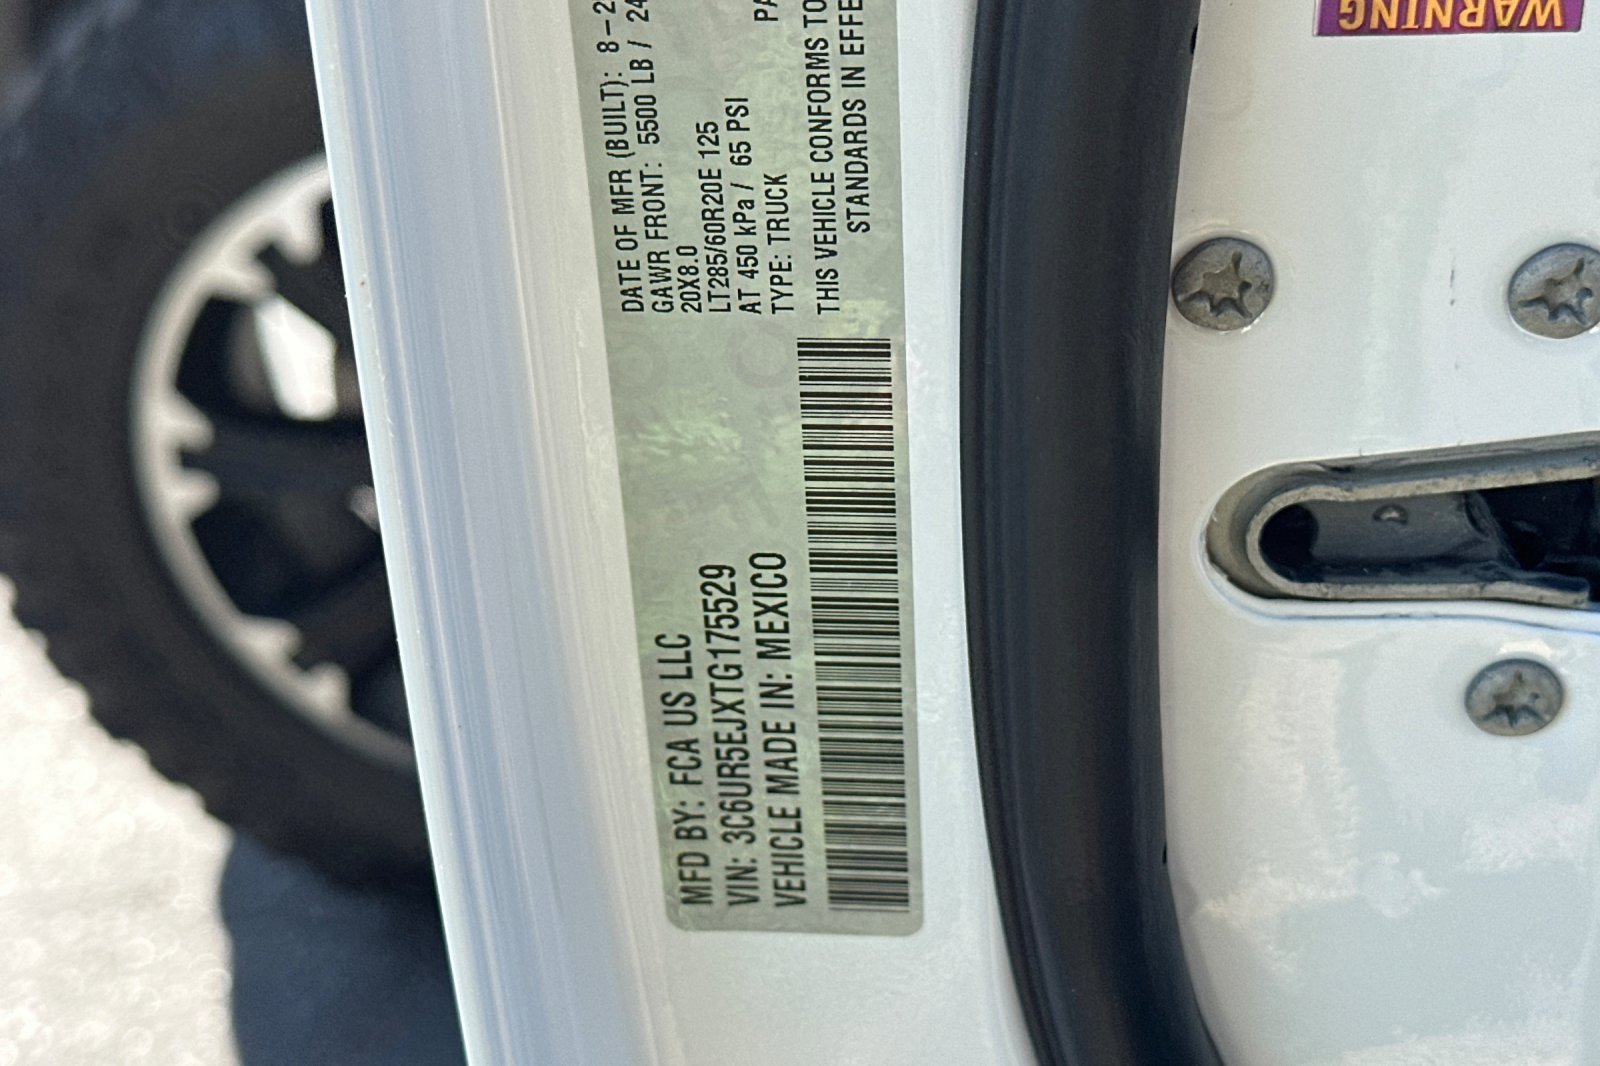 MFD BY: FCA US LLC
VIN: 3C6UR5EJXTG175529
VEHICLE MADE IN: MEXICO
DATE OF MFR (BUILT): 8-2
GAWR FRONT: 5500 LB / 24
20X8.0
LT285/60R20E 125
AT 450 kPa / 65 PSI
TYPE: TRUCK PA
THIS VEHICLE CONFORMS TO
STANDARDS IN EFFE
WARNING